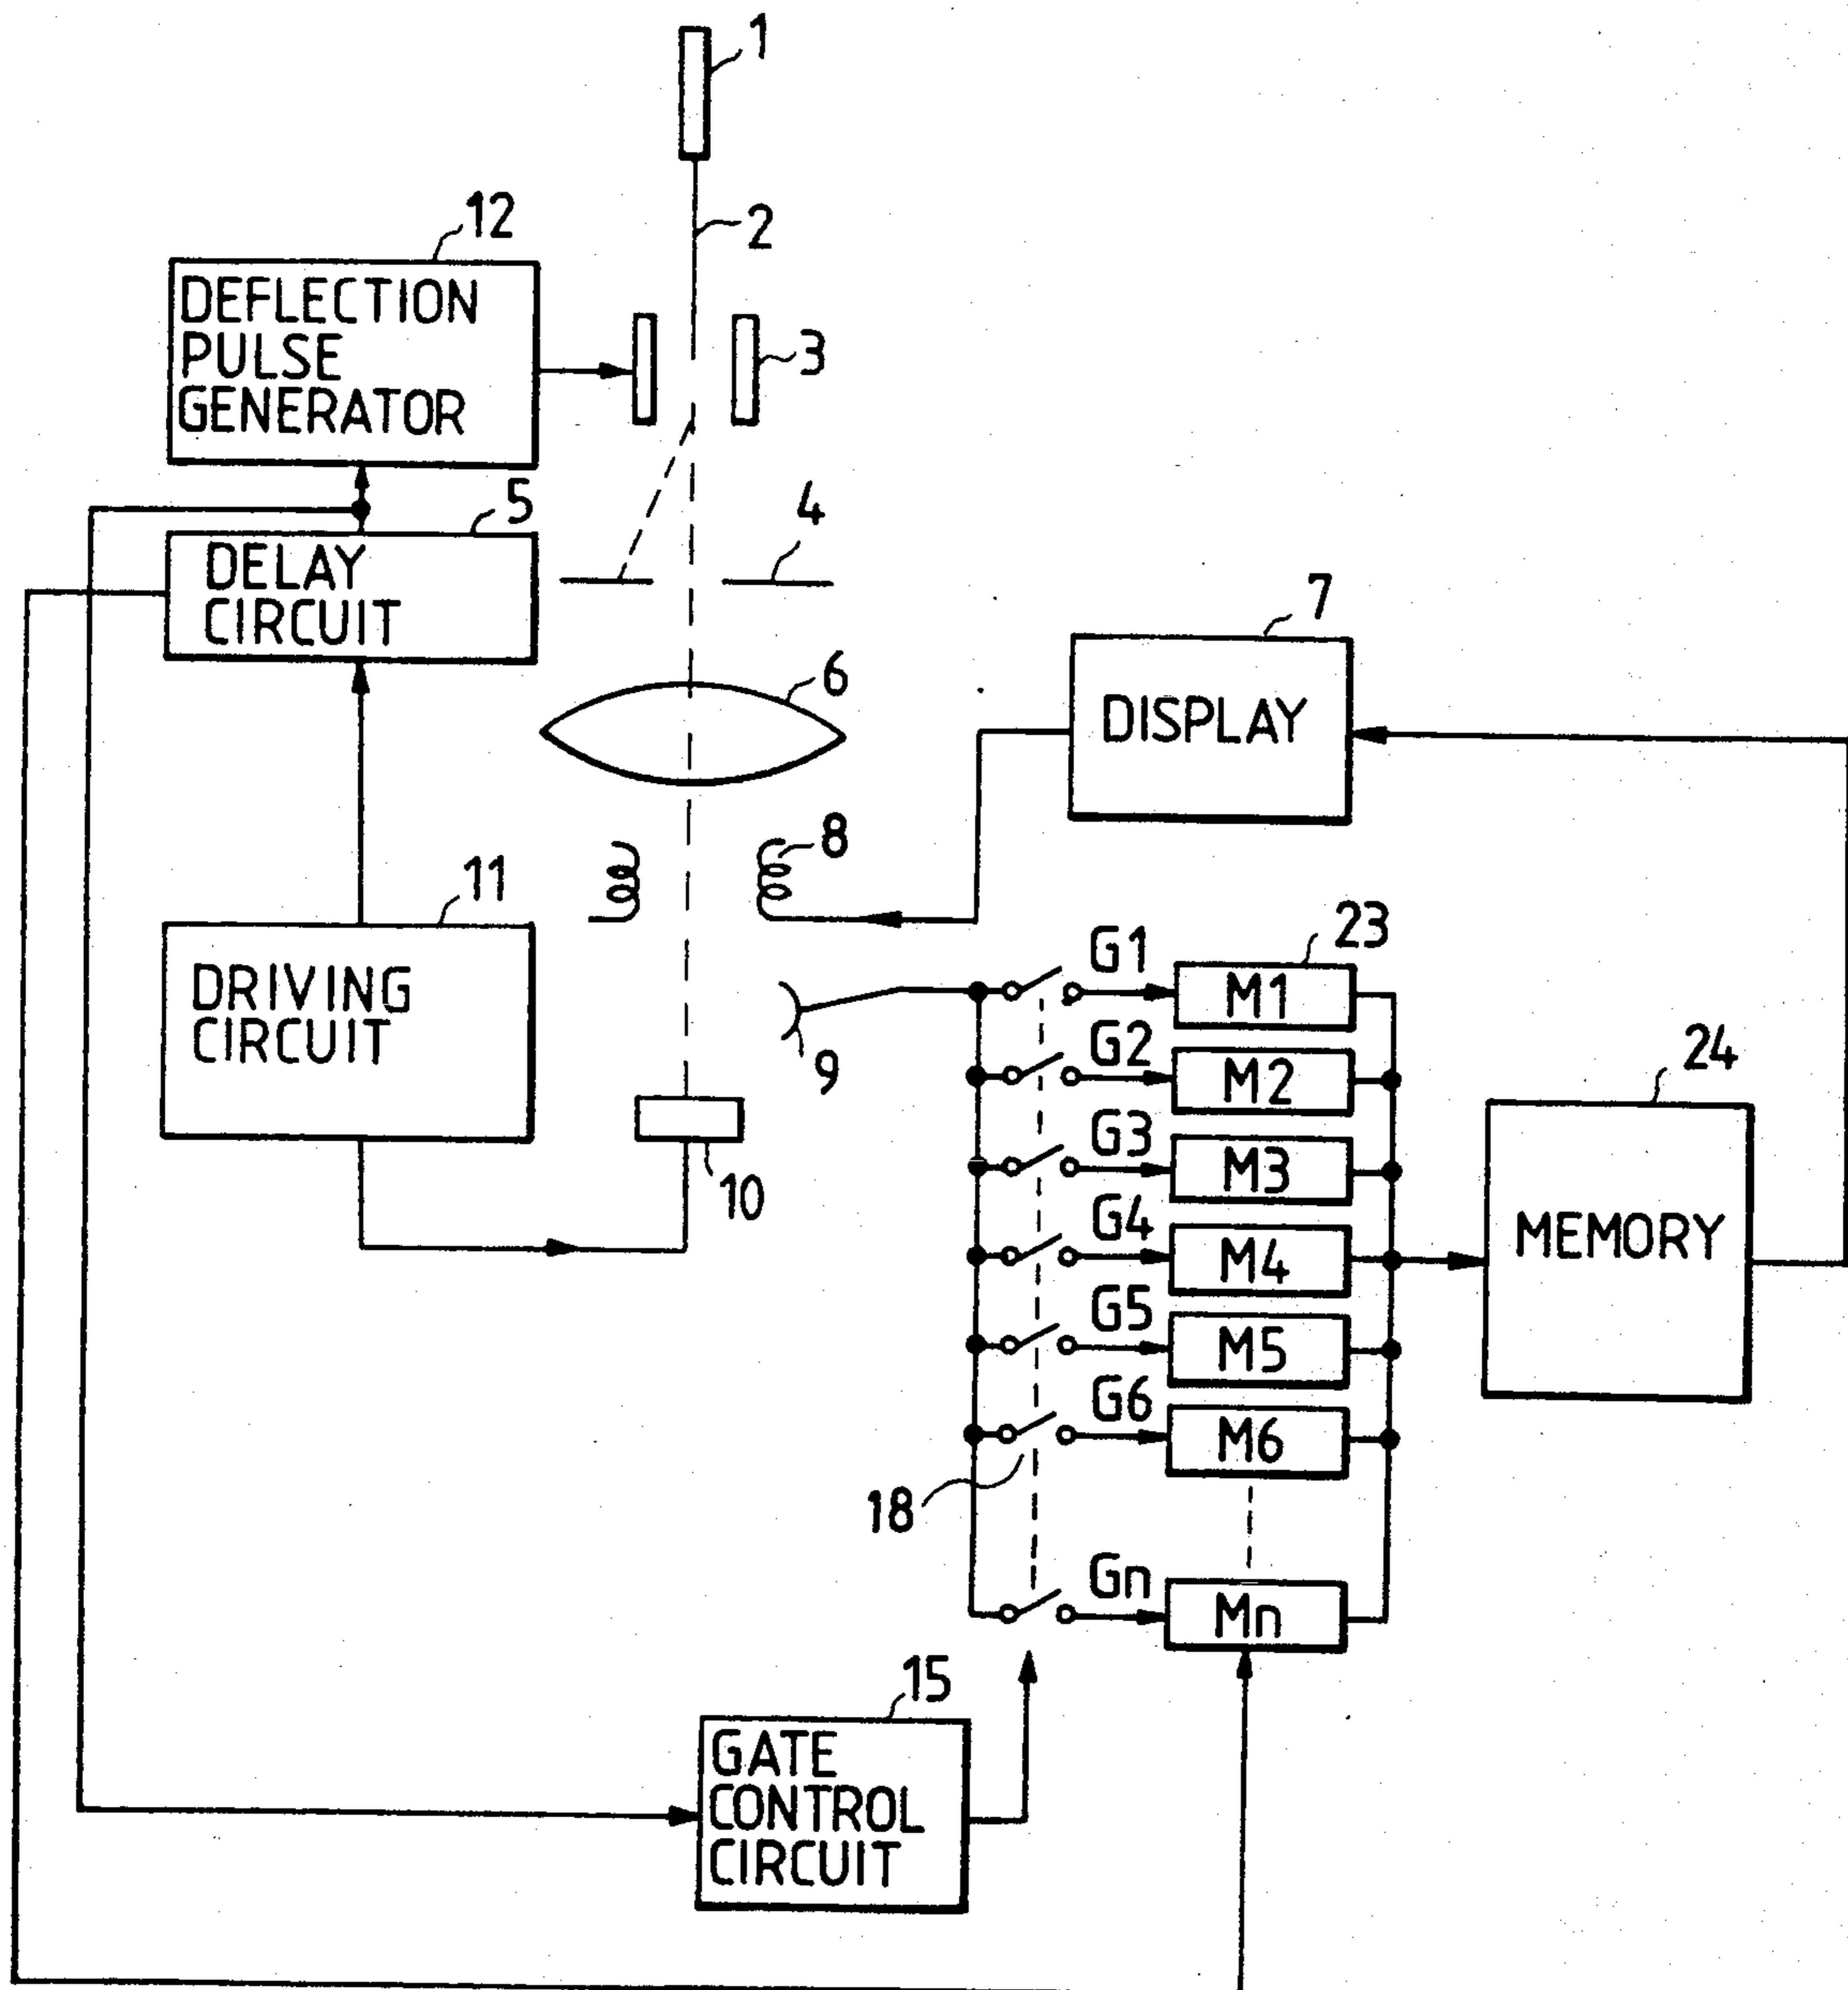 1
2
12
DEFLECTION
PULSE
GENERATOR
3
5
4
DELAY
CIRCUIT
7
6
DISPLAY
8
11
DRIVING
CIRCUIT
23
G1
M1
9
G2
M2
24
10
G3
M3
G4
M4
MEMORY
G5
M5
G6
M6
18
Gn
Mn
15
GATE
CONTROL
CIRCUIT